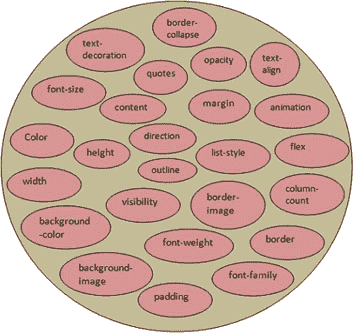 border-
collapse
text-
decoration
opacity
text-
align
quotes
font-size
content
margin
animation
Color
direction
height
list-style
flex
outline
width
visibility
border-
image
column-
count
background
-color
font-weight
border
background-
image
font-family
padding